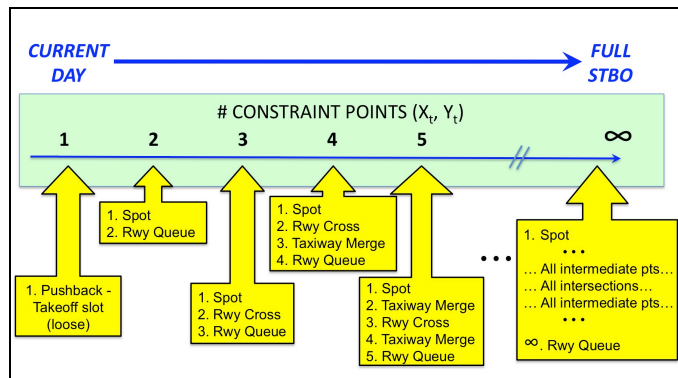 CURRENT
DAY
FULL
STBO
# CONSTRAINT POINTS (Xt, Yt)
1
2
3
4
5
∞
1. Pushback -
Takeoff slot
(loose)
1. Spot
2. Rwy Queue
1. Spot
2. Rwy Cross
3. Rwy Queue
1. Spot
2. Rwy Cross
3. Taxiway Merge
4. Rwy Queue
1. Spot
2. Taxiway Merge
3. Rwy Cross
4. Taxiway Merge
5. Rwy Queue
• • •
1. Spot
• • •
... All intermediate pts...
... All intersections...
... All intermediate pts...
• • •
∞. Rwy Queue